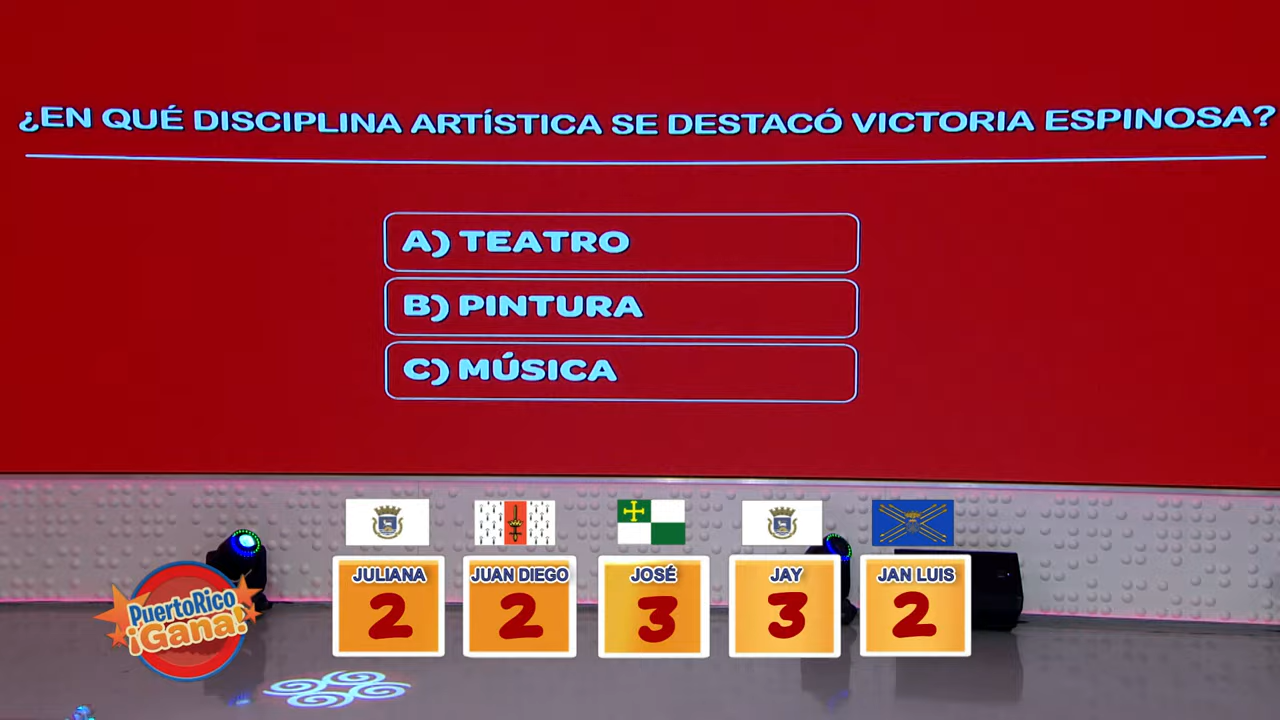 ¿EN QUÉ DISCIPLINA ARTÍSTICA SE DESTACÓ VICTORIA ESPINOSA?
A) TEATRO
B) PINTURA
C) MÚSICA
JULIANA
2
JUAN DIEGO
2
JOSÉ
3
JAY
3
JAN LUIS
2
PuertoRico
¡Gana!